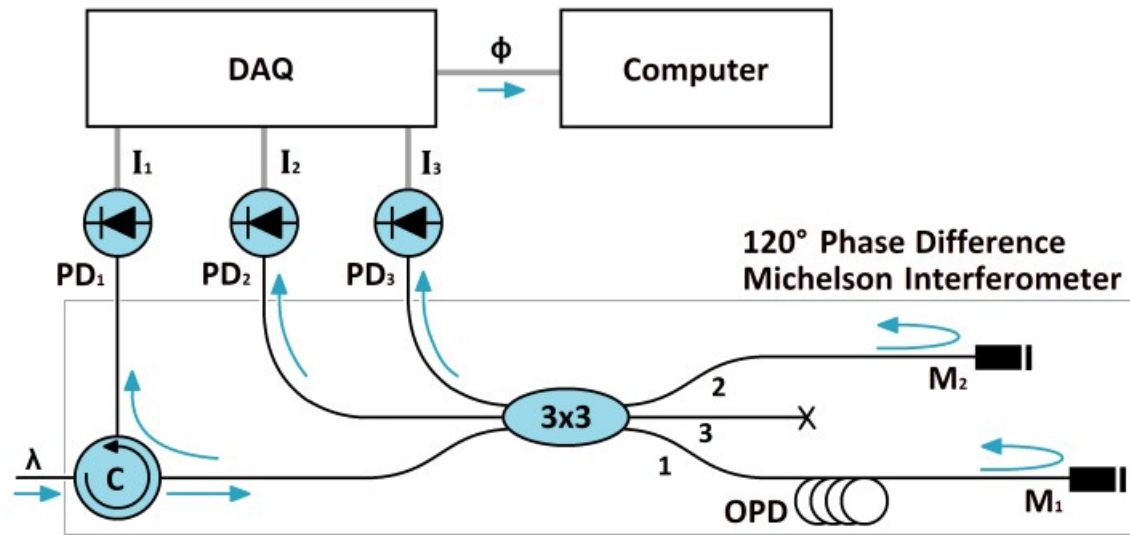 DAQ
ϕ
Computer
I₁
I₂
I₃
PD₁
PD₂
PD₃
120° Phase Difference
Michelson Interferometer
2
M₂
3x3
3
λ
C
1
OPD
M₁